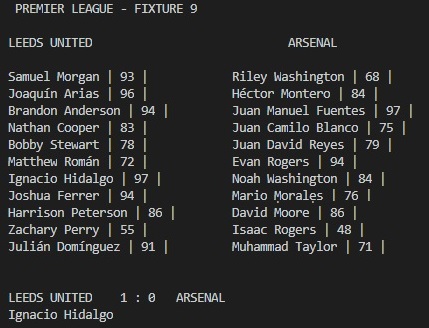 PREMIER LEAGUE - FIXTURE 9
LEEDS UNITED ARSENAL
Samuel Morgan | 93 | Riley Washington | 68 |
Joaquín Arias | 96 | Héctor Montero | 84 |
Brandon Anderson | 94 | Juan Manuel Fuentes | 97 |
Nathan Cooper | 83 | Juan Camilo Blanco | 75 |
Bobby Stewart | 78 | Juan David Reyes | 79 |
Matthew Román | 72 | Evan Rogers | 94 |
Ignacio Hidalgo | 97 | Noah Washington | 84 |
Joshua Ferrer | 94 | Mario Morales | 76 |
Harrison Peterson | 86 | David Moore | 86 |
Zachary Perry | 55 | Isaac Rogers | 48 |
Julián Domínguez | 91 | Muhammad Taylor | 71 |
LEEDS UNITED 1 : 0 ARSENAL
Ignacio Hidalgo